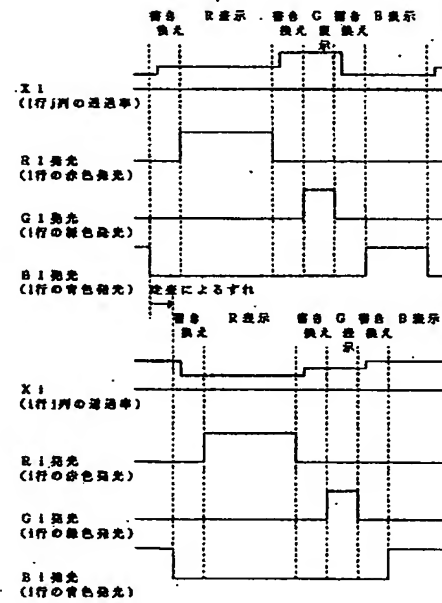 書き R表示 書き G 書き B表示
換え 換え 表 換え
示
X1
(1行j列の透過率)
R1発光
(1行の赤色発光)
G1発光
(1行の緑色発光)
B1発光
(1行の青色発光) 走査によるずれ
書き R表示 書き G 書き B表示
換え 換え 表 換え
示
Xi
(i行j列の透過率)
Ri発光
(i行の赤色発光)
Gi発光
(i行の緑色発光)
Bi発光
(i行の青色発光)